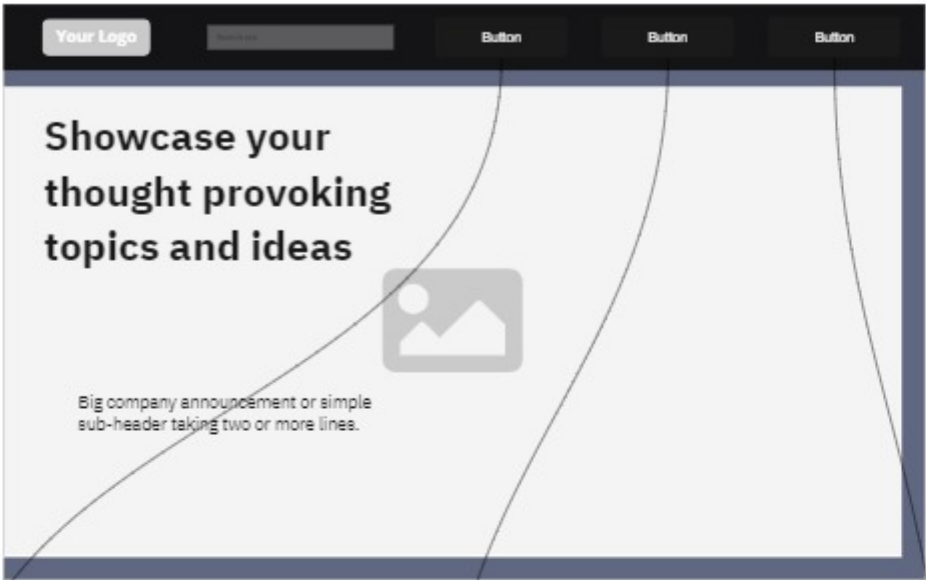 Your Logo
Button
Button
Button
Showcase your
thought provoking
topics and ideas
Big company announcement or simple
sub-header taking two or more lines.